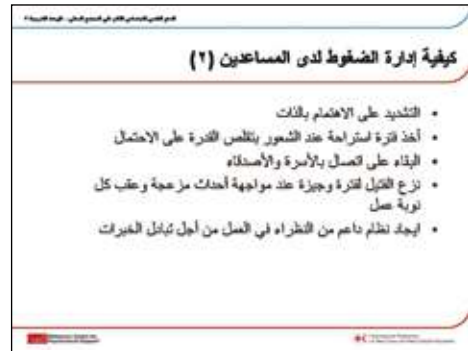 كيفية إدارة الضغوط لدى المساعدين (٢)
• التشديد على الاهتمام بالذات
• أخذ فترة استراحة عند الشعور بتقلص القدرة على الاحتمال
• البقاء على اتصال بالأسرة والأصدقاء
• نزع الفتيل لفترة وجيزة عند مواجهة أحداث مزعجة وعقب كل
نوبة عمل
• ايجاد نظام داعم من النظراء في العمل من أجل تبادل الخبرات